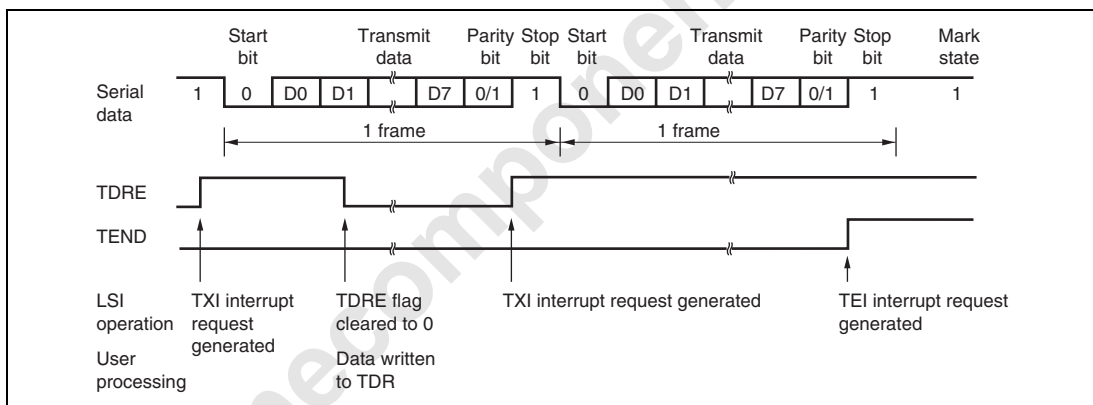 Start bit Transmit data Parity bit Stop bit Start bit Transmit data Parity bit Stop bit Mark state
Serial data 1 0 D0 D1 D7 0/1 1 0 D0 D1 D7 0/1 1 1
1 frame 1 frame
TDRE
TEND
LSI operation
TXI interrupt request generated
TDRE flag cleared to 0
TXI interrupt request generated
TEI interrupt request generated
User processing
Data written to TDR